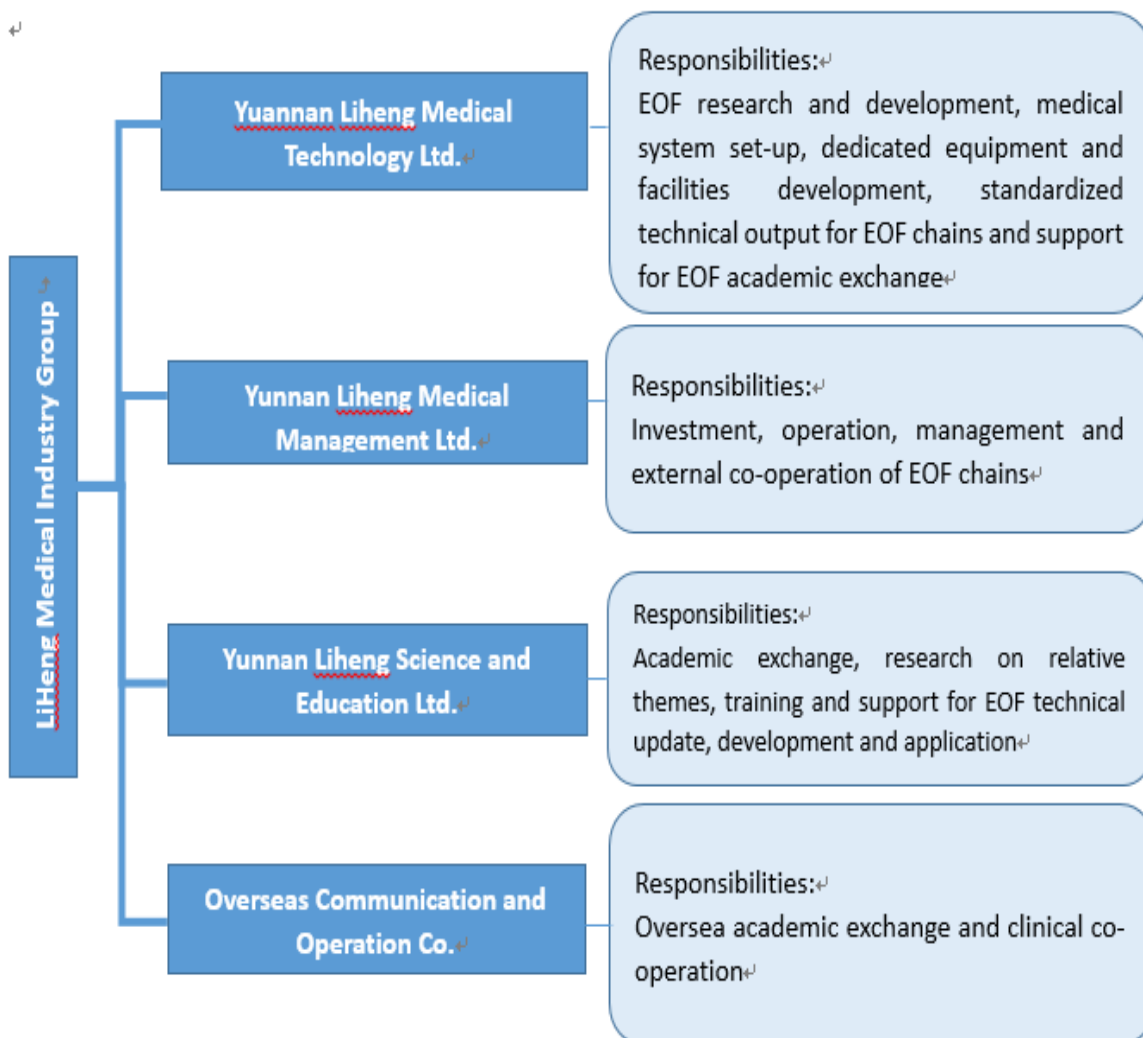 LiHeng Medical Industry Group
Yuannan Liheng Medical
Technology Ltd.
Responsibilities:
EOF research and development, medical
system set-up, dedicated equipment and
facilities development, standardized
technical output for EOF chains and support
for EOF academic exchange
Yunnan Liheng Medical
Management Ltd.
Responsibilities:
Investment, operation, management and
external co-operation of EOF chains
Yunnan Liheng Science and
Education Ltd.
Responsibilities:
Academic exchange, research on relative
themes, training and support for EOF technical
update, development and application
Overseas Communication and
Operation Co.
Responsibilities:
Oversea academic exchange and clinical co-
operation